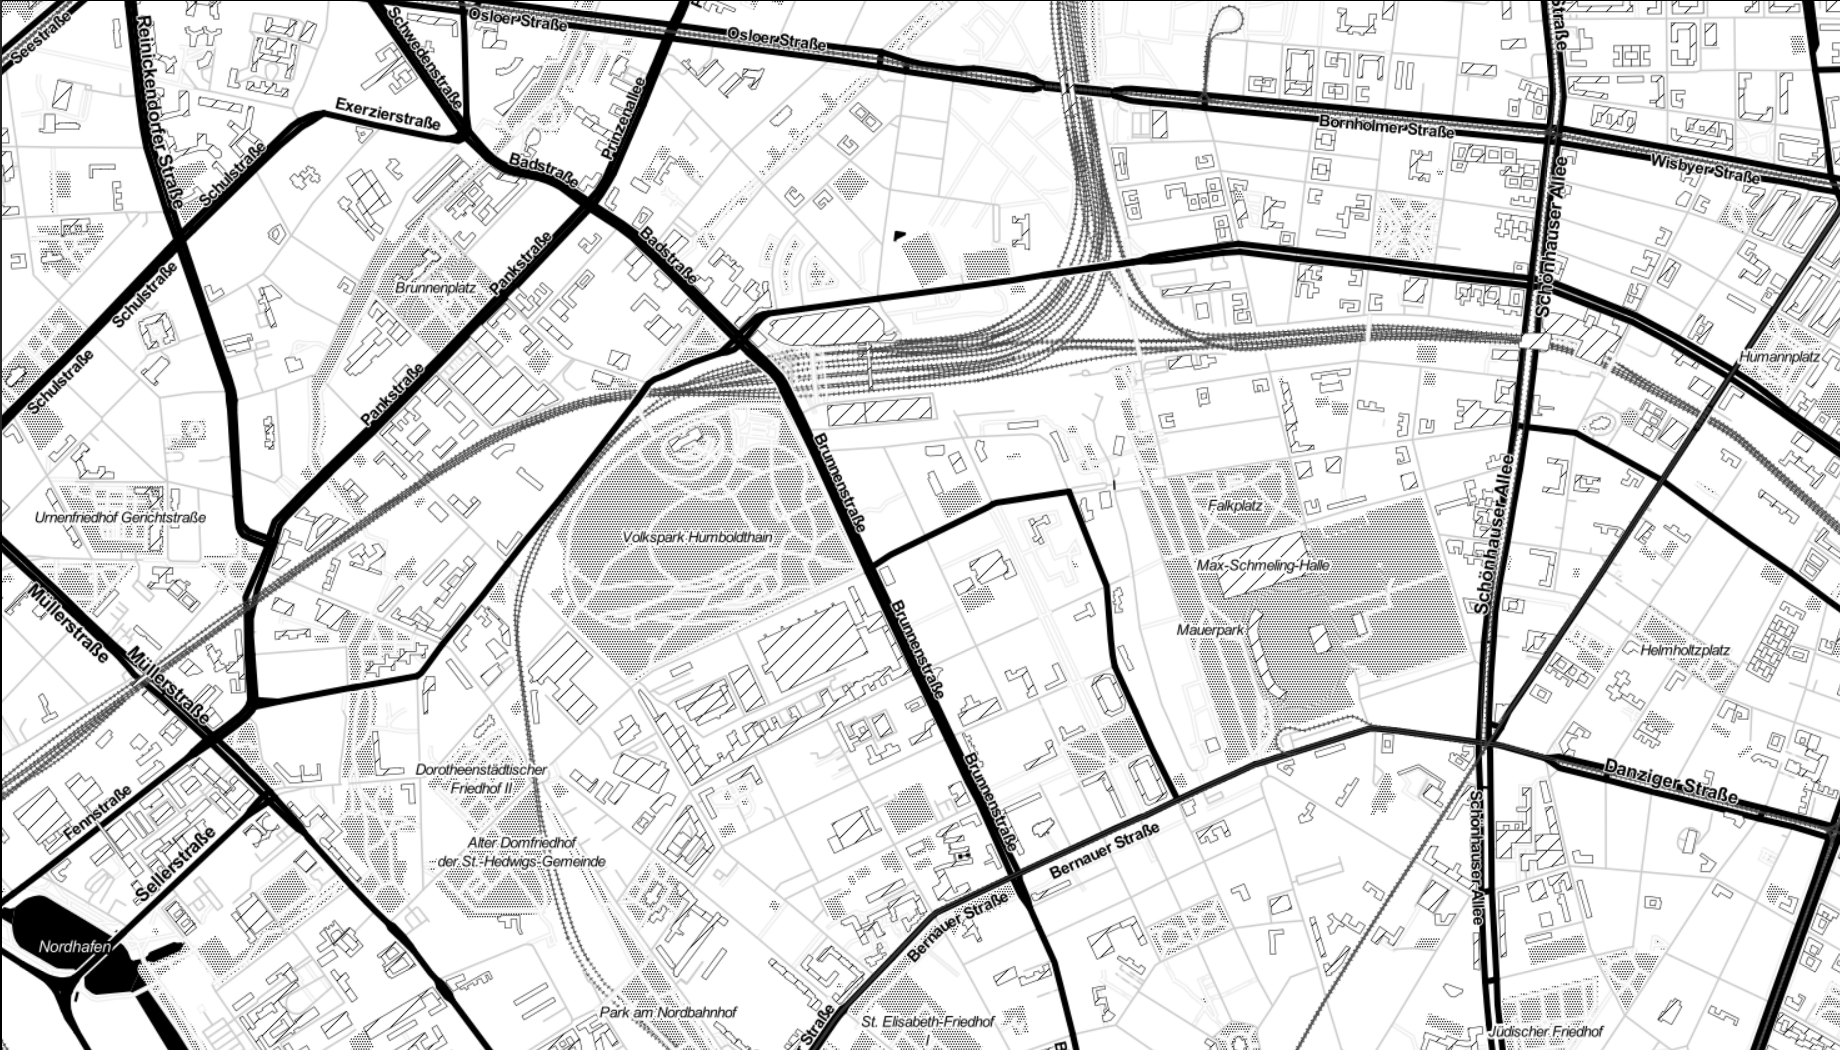 Osloer Straße
Seestraße
Reinickendorfer Straße
Schwedenstraße
Osloer Straße
Straße
Exerzierstraße
Prinzenallee
Bornholmer Straße
Schulstraße
Badstraße
Wisbyer Straße
Schönhauser Allee
Badstraße
Pankstraße
Schulstraße
Brunnenplatz
Humannplatz
Schulstraße
Pankstraße
Brunnenstraße
Schönhauser Allee
Urnenfriedhof Gerichtstraße
Falkplatz
Volkspark Humboldthain
Max-Schmeling-Halle
Müllerstraße
Mauerpark
Brunnenstraße
Helmholtzplatz
Müllerstraße
Dorotheenstädtischer
Friedhof II
Brunnenstraße
Danziger Straße
Fennstraße
Schönhauser Allee
Sellerstraße
Alter Domfriedhof
der St.-Hedwigs-Gemeinde
Bernauer Straße
Bernauer Straße
Nordhafen
Park am Nordbahnhof
Straße
St. Elisabeth-Friedhof
Jüdischer Friedhof